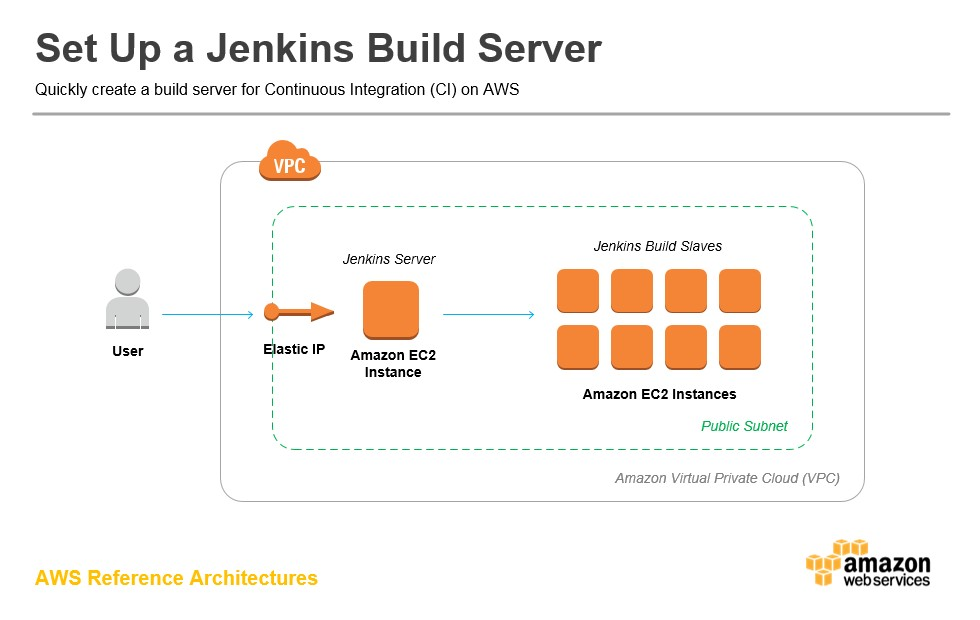 Set Up a Jenkins Build Server
Quickly create a build server for Continuous Integration (CI) on AWS
VPC
Jenkins Server
Jenkins Build Slaves
User
Elastic IP
Amazon EC2
Instance
Amazon EC2 Instances
Public Subnet
Amazon Virtual Private Cloud (VPC)
AWS Reference Architectures
amazon
web services